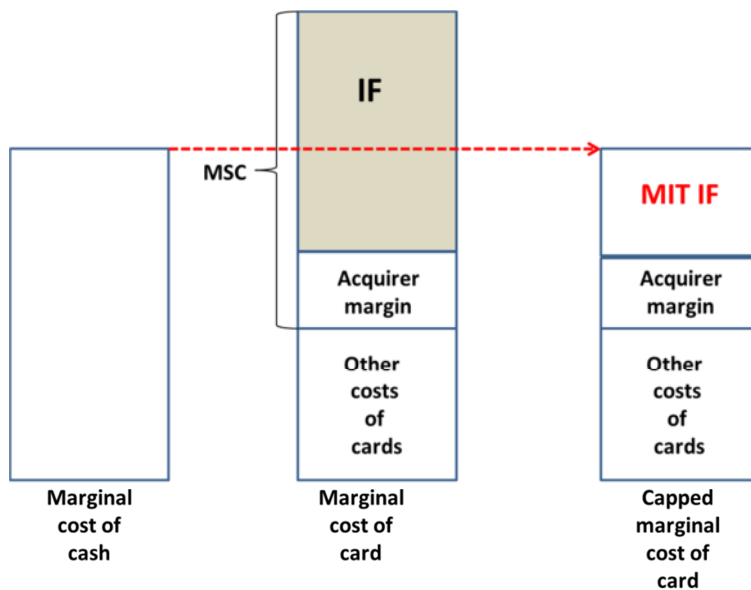 IF
MSC
MIT IF
Acquirer
margin
Acquirer
margin
Other
costs
of
cards
Other
costs
of
cards
Marginal
cost of
cash
Marginal
cost of
card
Capped
marginal
cost of
card